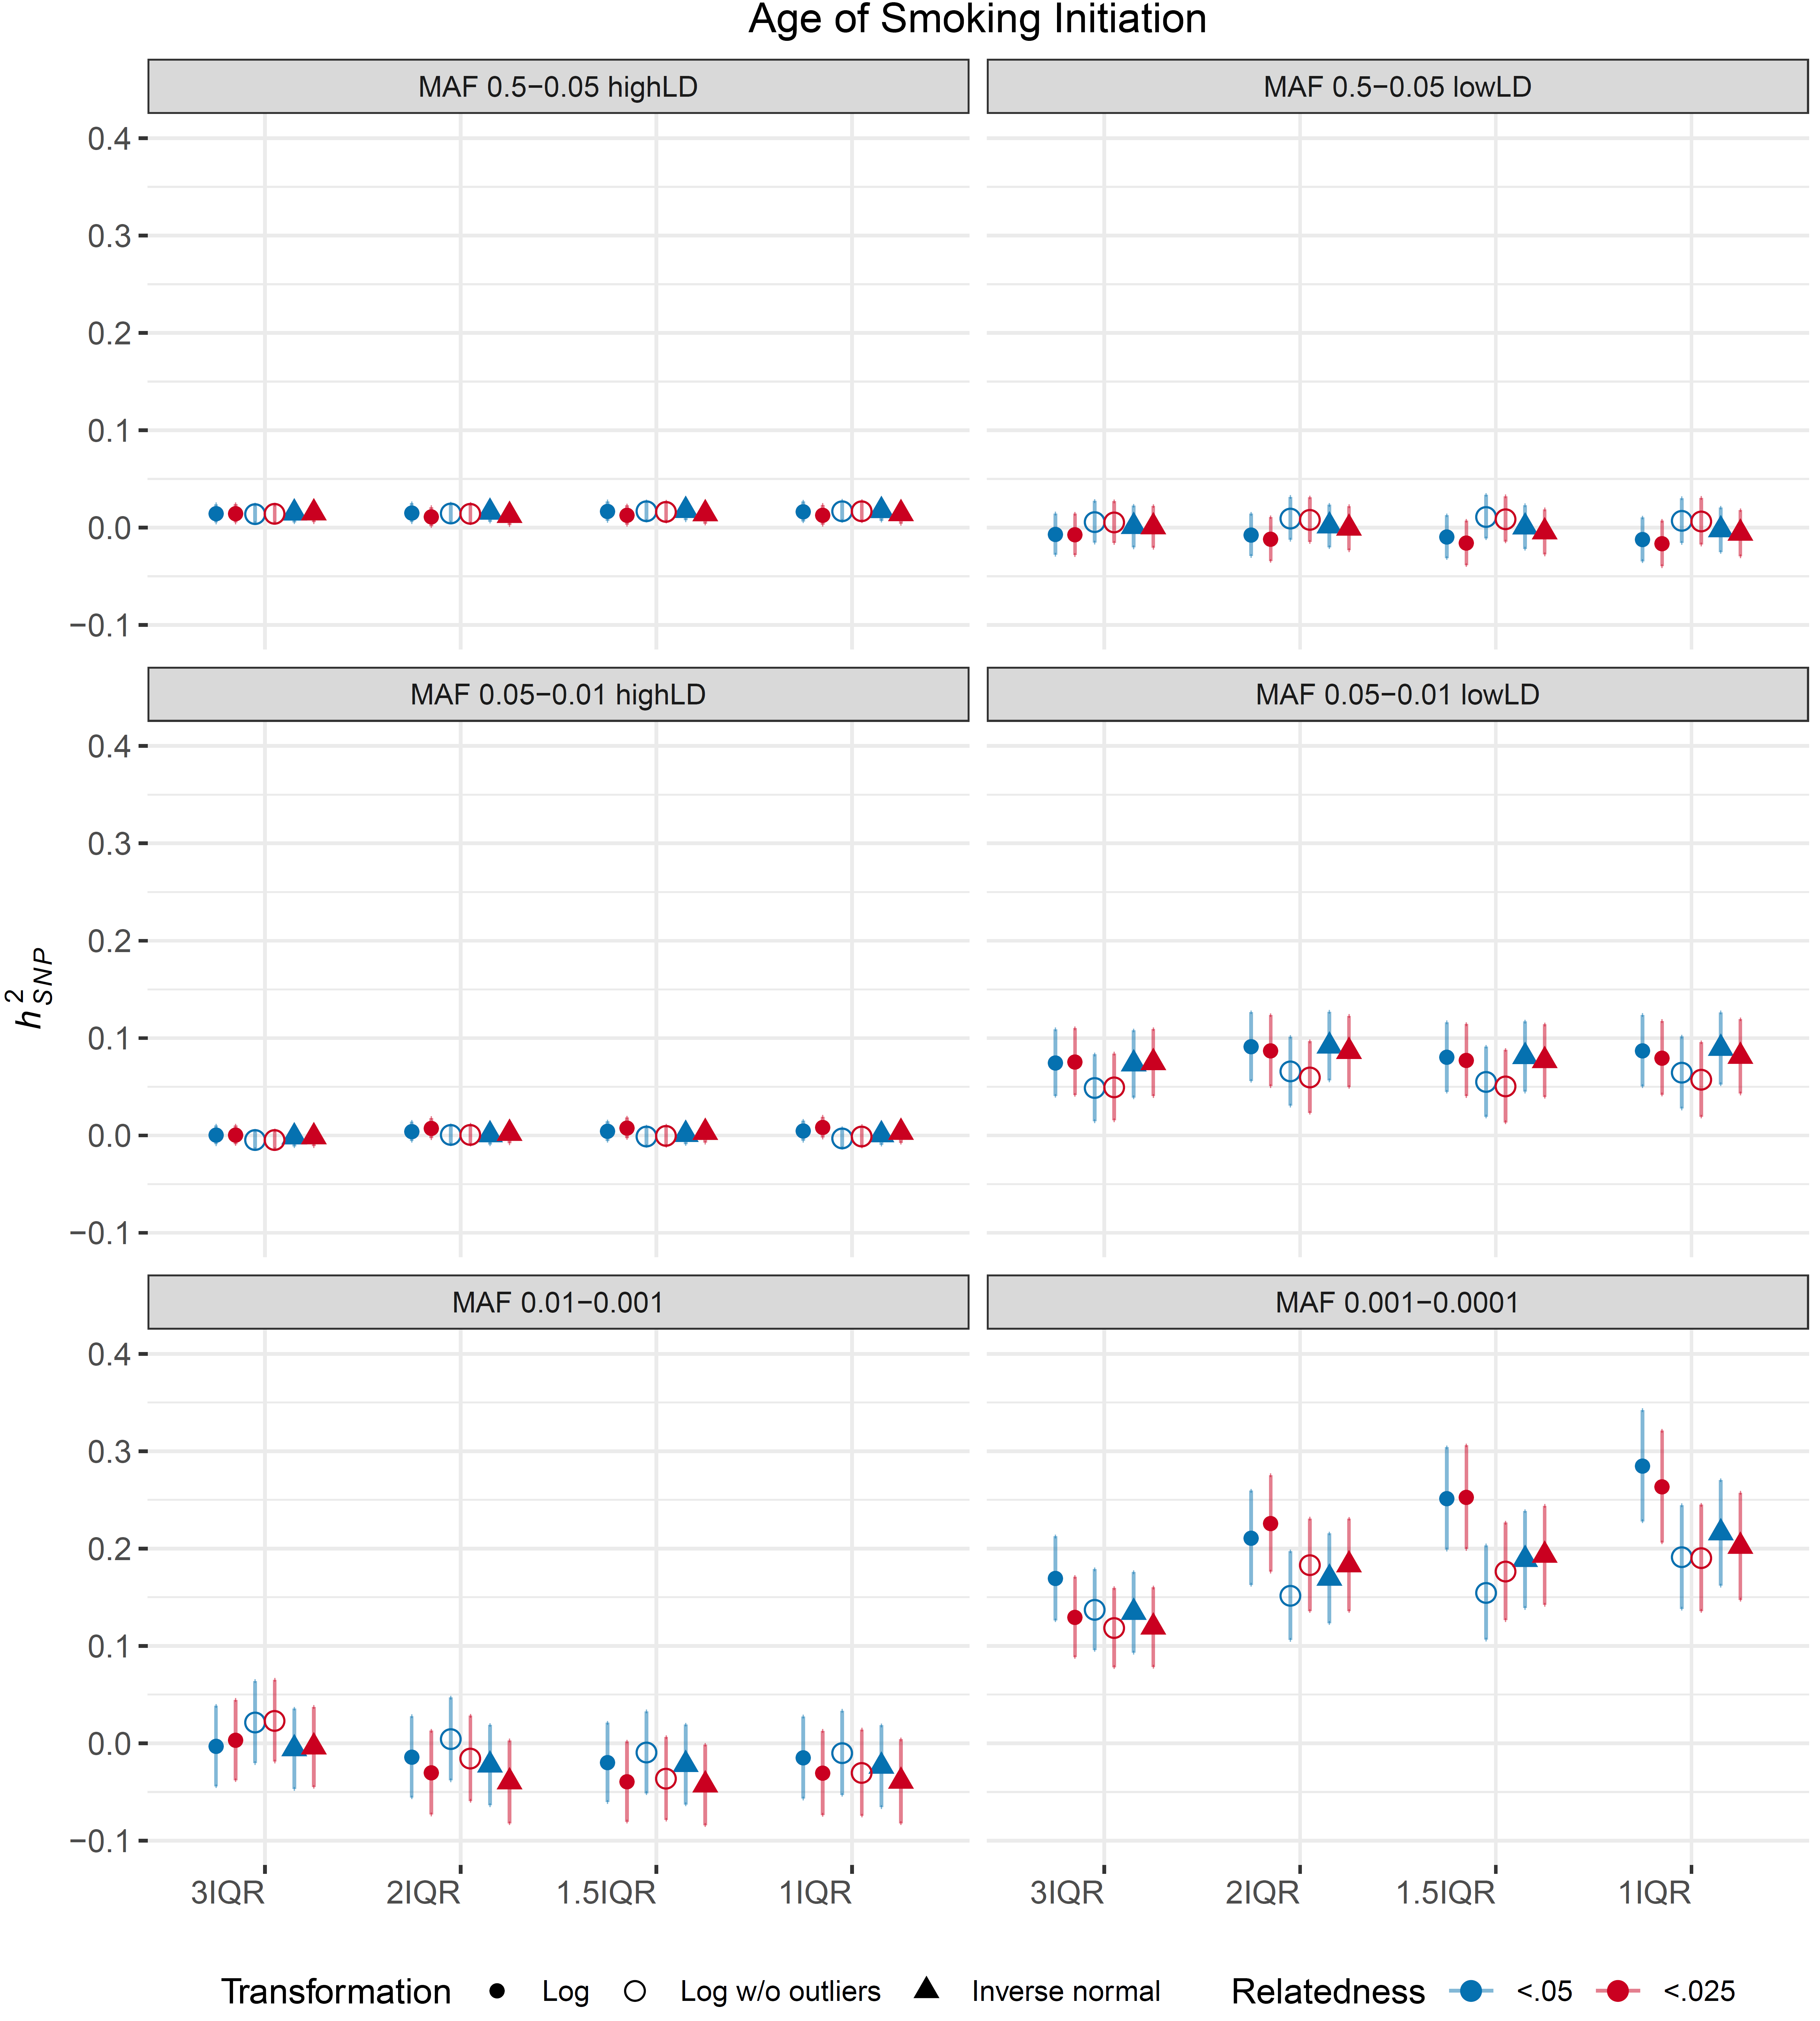 Age of Smoking Initiation
MAF 0.5−0.05 highLD
MAF 0.5−0.05 lowLD
0.4
0.3
0.2
0.1
0.0
−0.1
MAF 0.05−0.01 highLD
MAF 0.05−0.01 lowLD
0.4
0.3
0.2
0.1
0.0
−0.1
h²SNP
MAF 0.01−0.001
MAF 0.001−0.0001
0.4
0.3
0.2
0.1
0.0
−0.1
3IQR 2IQR 1.5IQR 1IQR
3IQR 2IQR 1.5IQR 1IQR
Transformation Log Log w/o outliers Inverse normal Relatedness <.05 <.025